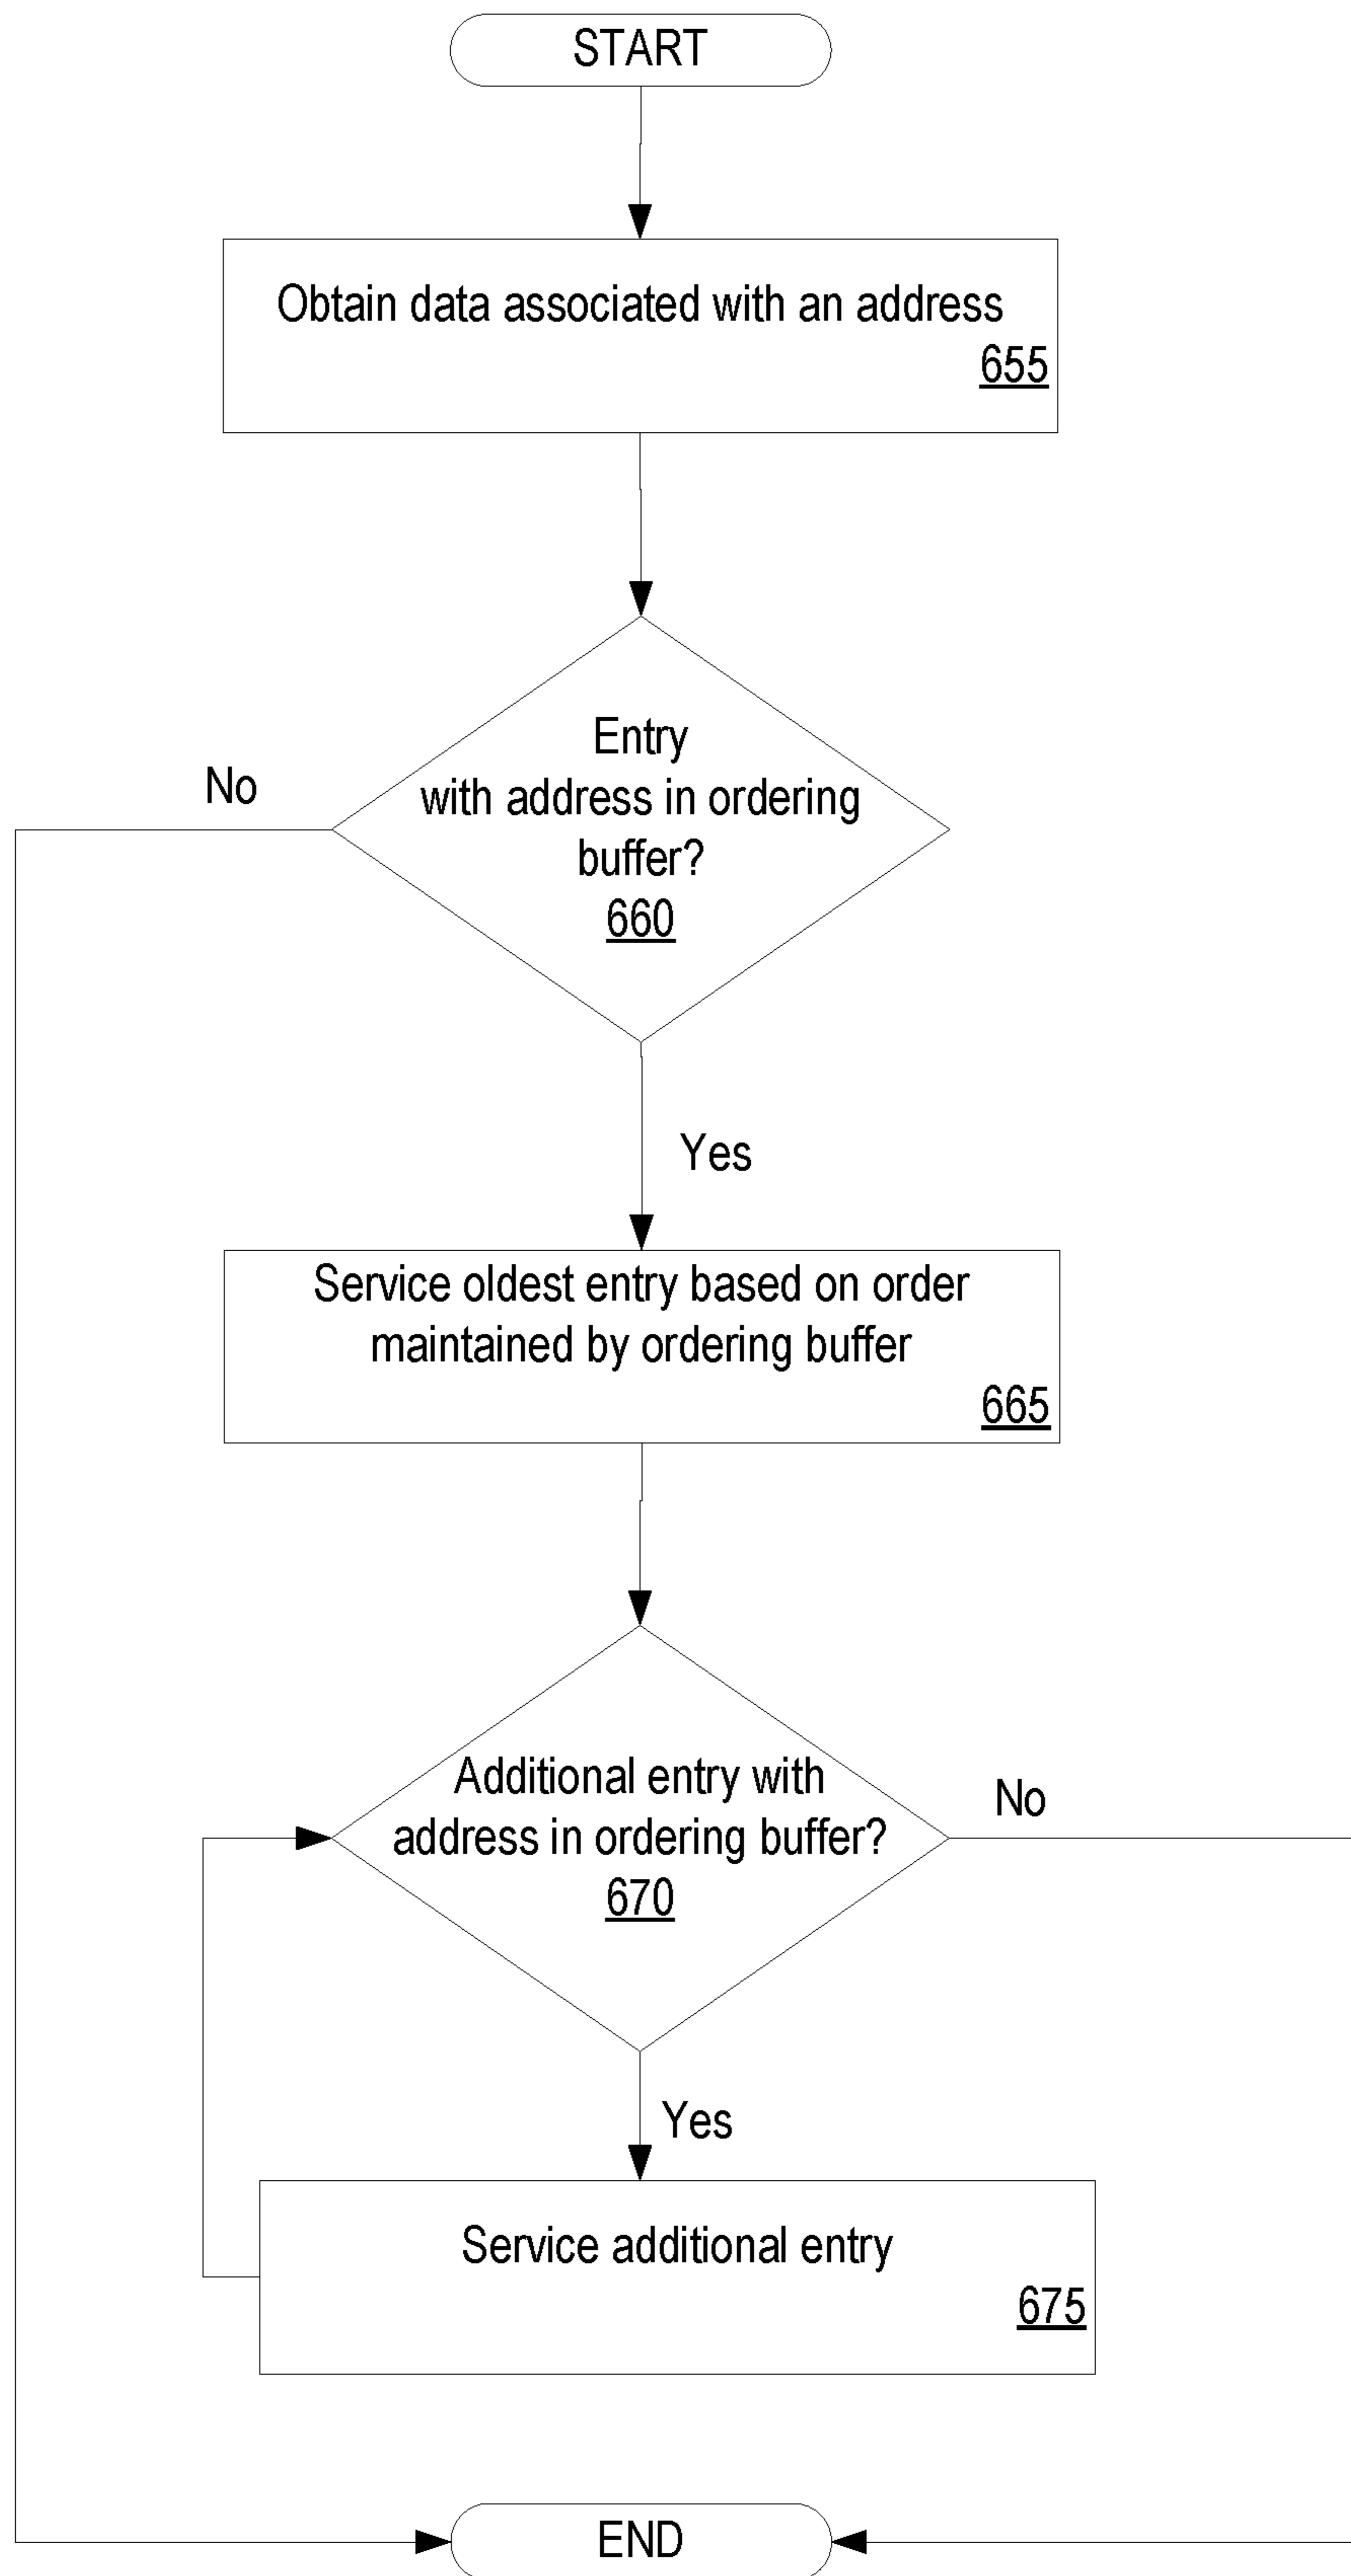 START
Obtain data associated with an address
655
Entry
with address in ordering
buffer?
660
No
Yes
Service oldest entry based on order
maintained by ordering buffer
665
Additional entry with
address in ordering buffer?
670
No
Yes
Service additional entry
675
END